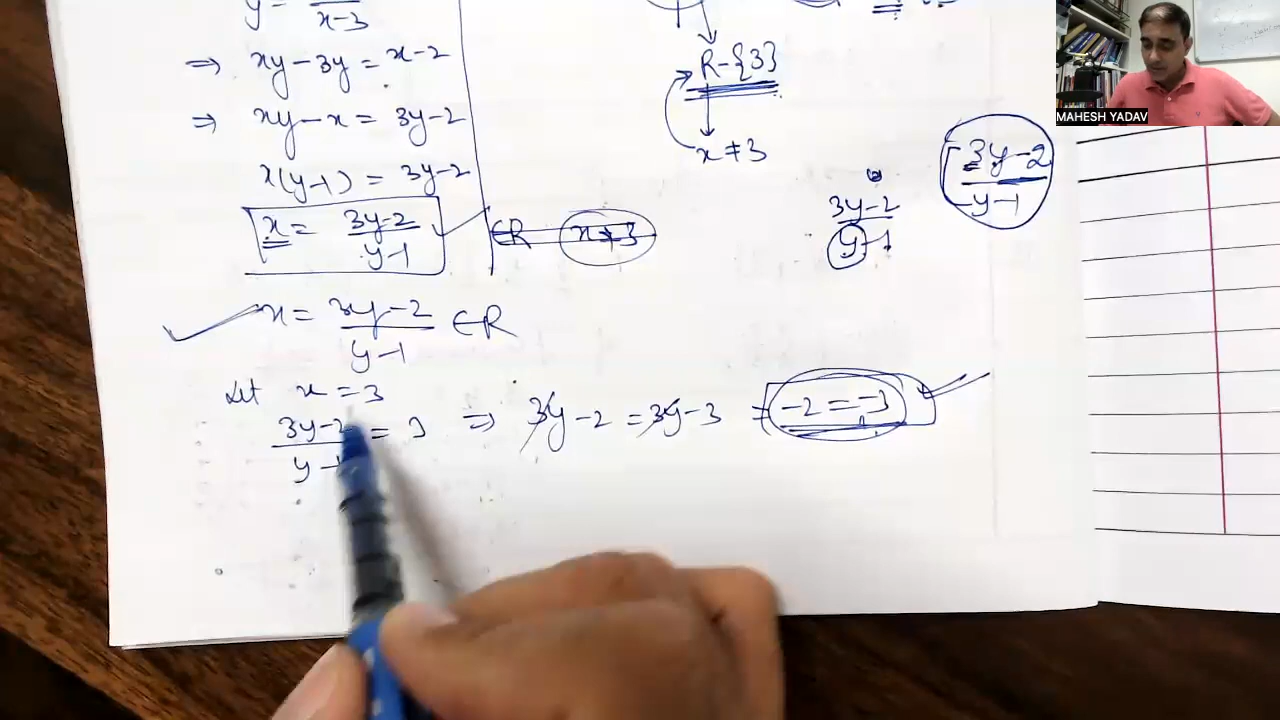 y = 
x-3
⇒ xy-3y = x-2
⇒ xy-x = 3y-2
x(y-1) = 3y-2
x = 3y-2 / y-1 ∈R x≠3
x = 3y-2 / y-1 ∈R
Let x = 3
3y-2 / y-1 = 3 ⇒ 3y-2 = 3y-3 = -2 = -3
R-{3}
x ≠ 3
3y-2 / y-1
3y-2 / y-1
MAHESH YADAV